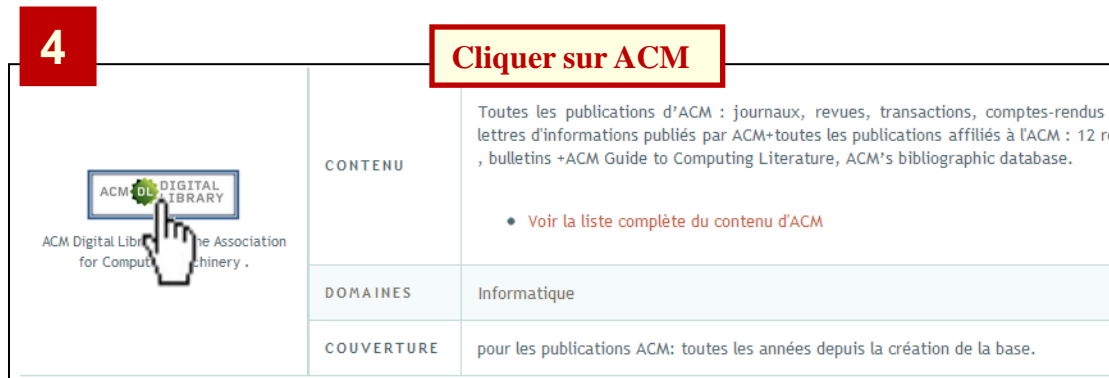 4
Cliquer sur ACM
Toutes les publications d'ACM : journaux, revues, transactions, comptes-rendus
lettres d'informations publiés par ACM+toutes les publications affiliés à l'ACM : 12
, bulletins +ACM Guide to Computing Literature, ACM's bibliographic database.
CONTENU
• Voir la liste complète du contenu d'ACM
ACM DL DIGITAL
LIBRARY
ACM Digital Association
for
DOMAINES
Informatique
COUVERTURE
pour les publications ACM: toutes les années depuis la création de la base.